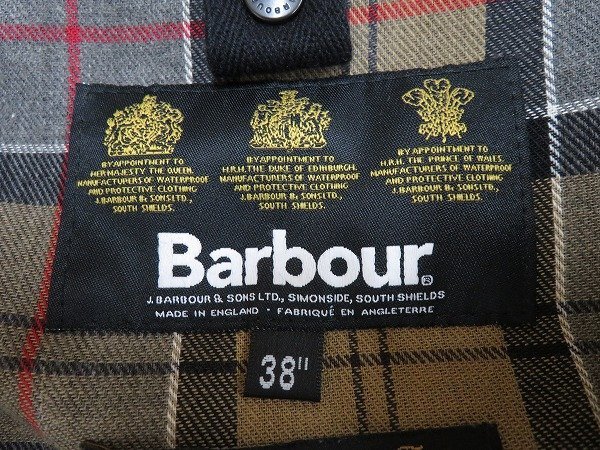 BARBOUR
BY APPOINTMENT TO
HER MAJESTY THE QUEEN.
MANUFACTURERS OF WATERPROOF
AND PROTECTIVE CLOTHING
J.BARBOUR & SONS LTD.,
SOUTH SHIELDS.
BY APPOINTMENT TO
H.R.H. THE DUKE OF EDINBURGH.
MANUFACTURERS OF WATERPROOF
AND PROTECTIVE CLOTHING
J.BARBOUR & SONS LTD.,
SOUTH SHIELDS.
BY APPOINTMENT TO
H.R.H. THE PRINCE OF WALES.
MANUFACTURERS OF WATERPROOF
AND PROTECTIVE CLOTHING
J.BARBOUR & SONS LTD.,
SOUTH SHIELDS.
Barbour®
J. BARBOUR & SONS LTD., SIMONSIDE, SOUTH SHIELDS
MADE IN ENGLAND - FABRIQUÉ EN ANGLETERRE
38"